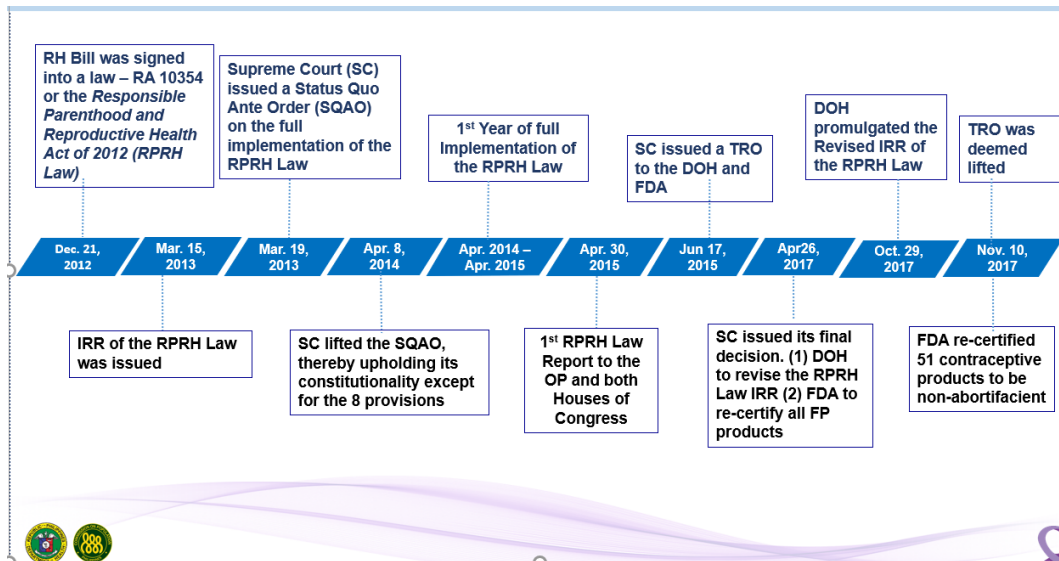 RH Bill was signed
into a law – RA 10354
or the Responsible
Parenthood and
Reproductive Health
Act of 2012 (RPRH
Law)
Supreme Court (SC)
issued a Status Quo
Ante Order (SQAO)
on the full
implementation of the
RPRH Law
1st Year of full
Implementation of
the RPRH Law
SC issued a TRO
to the DOH and
FDA
DOH
promulgated the
Revised IRR of
the RPRH Law
TRO was
deemed
lifted
Dec. 21,
2012
Mar. 15,
2013
Mar. 19,
2013
Apr. 8,
2014
Apr. 2014 –
Apr. 2015
Apr. 30,
2015
Jun 17,
2015
Apr26,
2017
Oct. 29,
2017
Nov. 10,
2017
IRR of the RPRH Law
was issued
SC lifted the SQAO,
thereby upholding its
constitutionality except
for the 8 provisions
1st RPRH Law
Report to the
OP and both
Houses of
Congress
SC issued its final
decision. (1) DOH
to revise the RPRH
Law IRR (2) FDA to
re-certify all FP
products
FDA re-certified
51 contraceptive
products to be
non-abortifacient